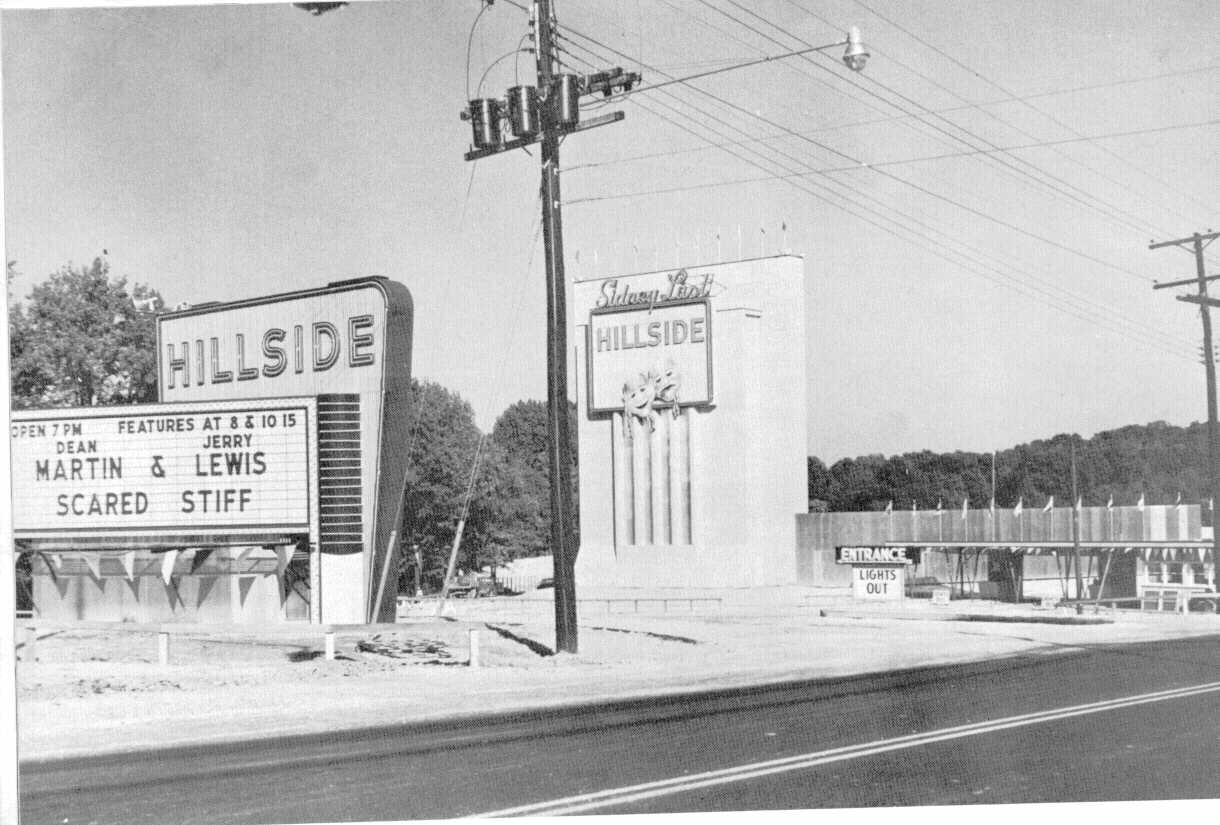 HILLSIDE
OPEN 7 PM FEATURES AT 8 & 10 15
DEAN JERRY
MARTIN & LEWIS
SCARED STIFF
Sidney Lust
HILLSIDE
ENTRANCE
LIGHTS
OUT